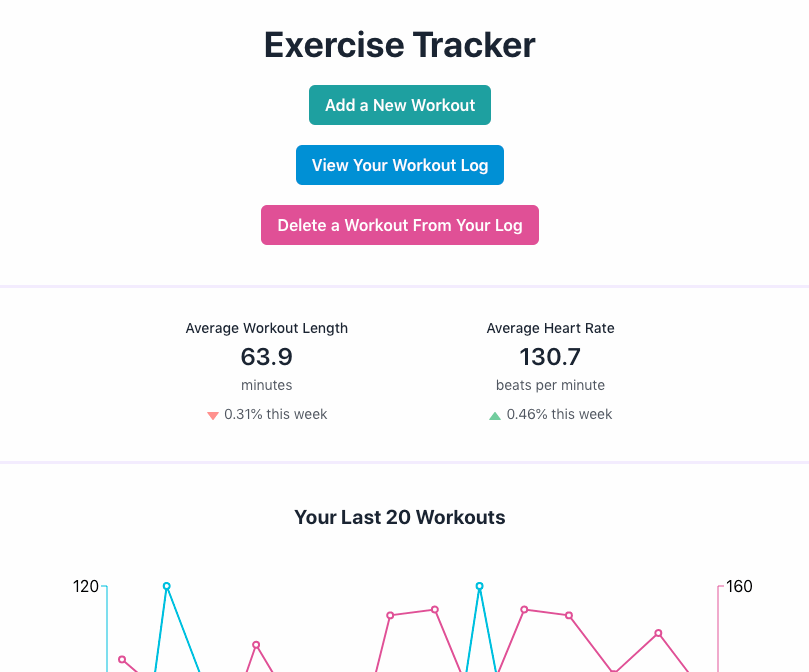 Exercise Tracker
Add a New Workout
View Your Workout Log
Delete a Workout From Your Log
Average Workout Length
63.9
minutes
0.31% this week
Average Heart Rate
130.7
beats per minute
0.46% this week
Your Last 20 Workouts
120
160